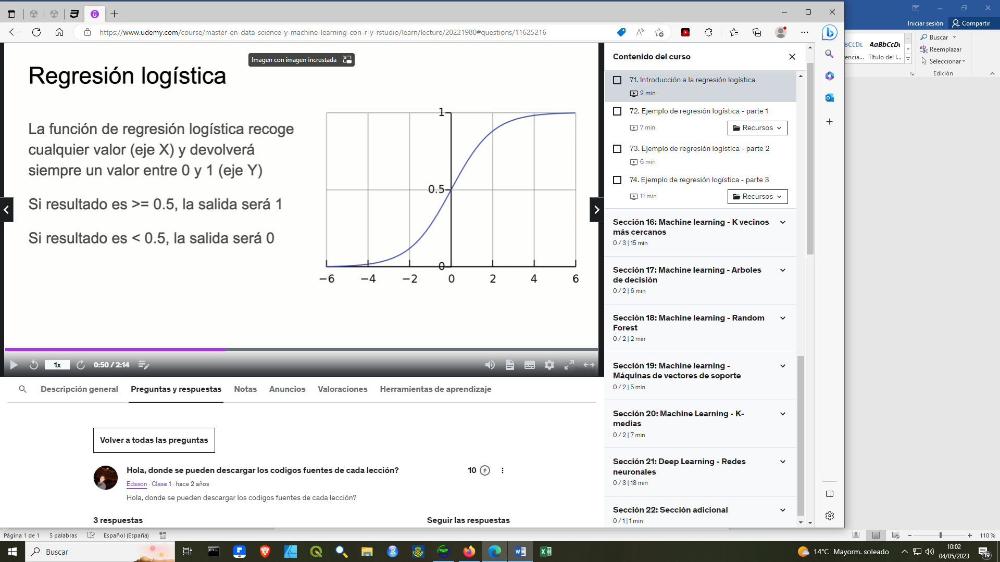 Iniciar sesión
Compartir
https://www.udemy.com/course/master-en-data-science-y-machine-learning-con-r-y-rstudio/learn/lecture/20221980#questions/11625216
AaBbCcDc
Buscar
Reemplazar
Seleccionar
Título del l...
encia...
Edición
Imagen con imagen incrustada
Regresión logística
La función de regresión logística recoge
cualquier valor (eje X) y devolverá
siempre un valor entre 0 y 1 (eje Y)
Si resultado es >= 0.5, la salida será 1
Si resultado es < 0.5, la salida será 0
1
0.5
0
−6 −4 −2 0 2 4 6
1x
0:50 / 2:14
Contenido del curso
71. Introducción a la regresión logística
2 min
72. Ejemplo de regresión logística - parte 1
7 min
Recursos
73. Ejemplo de regresión logística - parte 2
6 min
74. Ejemplo de regresión logística - parte 3
11 min
Recursos
Sección 16: Machine learning - K vecinos
más cercanos
0 / 3 | 15 min
Sección 17: Machine learning - Arboles
de decisión
0 / 2 | 6 min
Sección 18: Machine learning - Random
Forest
0 / 2 | 2 min
Sección 19: Machine learning -
Máquinas de vectores de soporte
0 / 2 | 5 min
Sección 20: Machine Learning - K-
medias
0 / 2 | 7 min
Sección 21: Deep Learning - Redes
neuronales
0 / 3 | 18 min
Sección 22: Sección adicional
0 / 1 | 1 min
Descripción general Preguntas y respuestas Notas Anuncios Valoraciones Herramientas de aprendizaje
Volver a todas las preguntas
Hola, donde se pueden descargar los codigos fuentes de cada lección?
10
Edsson · Clase 1 · hace 2 años
Hola, donde se pueden descargar los codigos fuentes de cada lección?
3 respuestas
Seguir las respuestas
Página 1 de 1 5 palabras Español (España)
110 %
Buscar
14°C Mayorm. soleado
10:02
04/05/2023
19